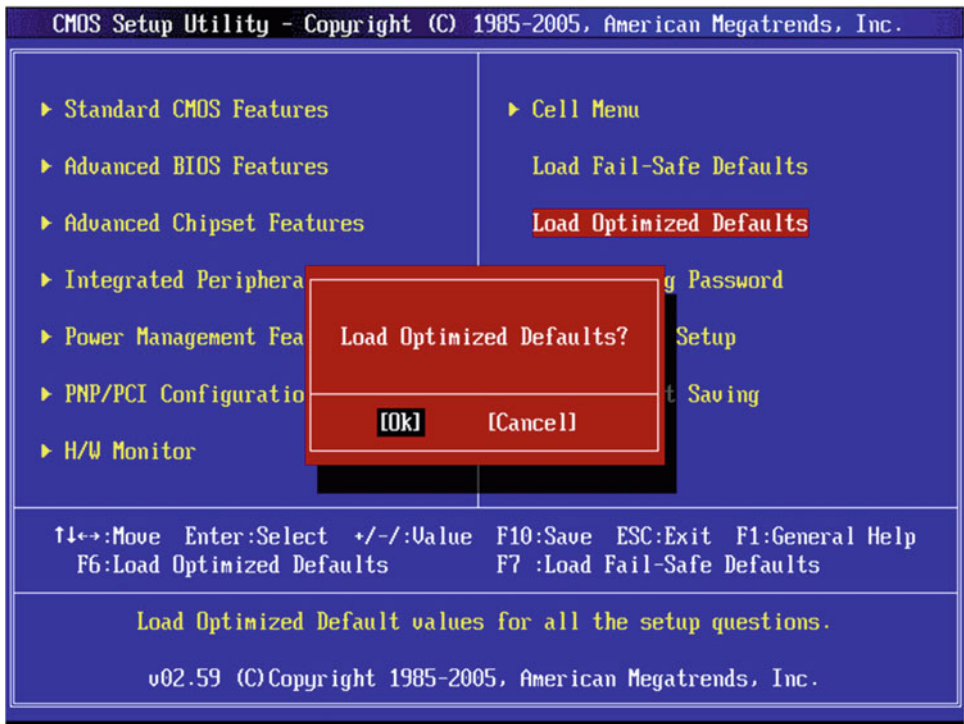 CMOS Setup Utility - Copyright (C) 1985-2005, American Megatrends, Inc.
Standard CMOS Features
Advanced BIOS Features
Advanced Chipset Features
Integrated
Power Management
PNP/PCI
H/W Monitor
Cell Menu
Load Fail-Safe Defaults
Load Optimized Defaults
Password
Setup
Saving
Load Optimized Defaults?
[Ok] [Cancel]
↑↓←→:Move Enter:Select +/-/:Value F10:Save ESC:Exit F1:General Help
F6:Load Optimized Defaults F7 :Load Fail-Safe Defaults
Load Optimized Default values for all the setup questions.
v02.59 (C)Copyright 1985-2005, American Megatrends, Inc.